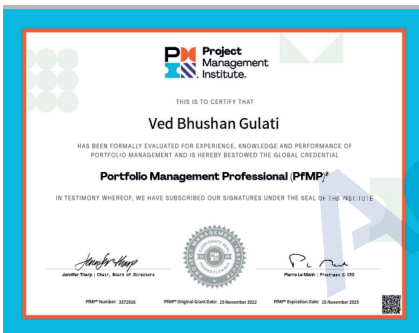 Project
Management
Institute.
THIS IS TO CERTIFY THAT
Ved Bhushan Gulati
HAS BEEN FORMALLY EVALUATED FOR EXPERIENCE, KNOWLEDGE AND PERFORMANCE OF
PORTFOLIO MANAGEMENT AND IS HEREBY BESTOWED THE GLOBAL CREDENTIAL
Portfolio Management Professional (PfMP)®
IN TESTIMONY WHEREOF, WE HAVE SUBSCRIBED OUR SIGNATURES UNDER THE SEAL OF THE INSTITUTE
Jennifer Tharp | Chair, Board of Directors
Pierre Le Manh | President & CEO
PfMP® Number: 3372916
PfMP® Original Grant Date: 15 November 2022
PfMP® Expiration Date: 15 November 2025